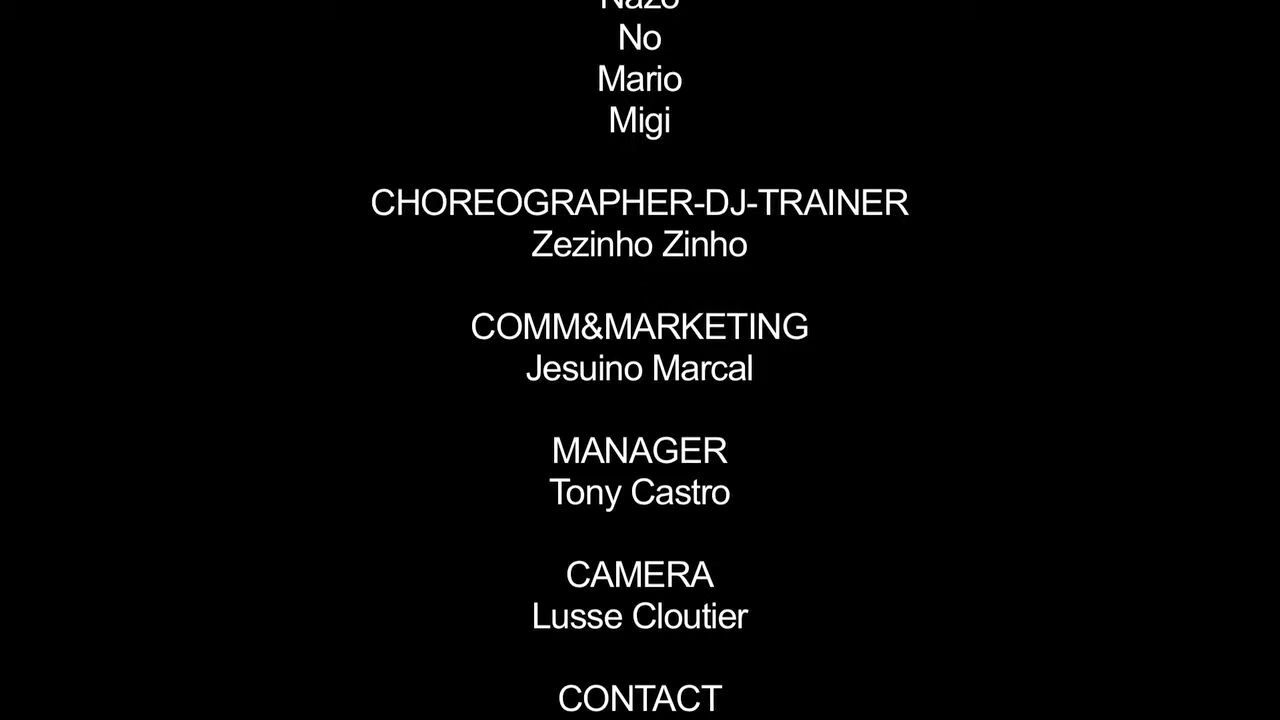 Nazo
No
Mario
Migi
CHOREOGRAPHER-DJ-TRAINER
Zezinho Zinho
COMM&MARKETING
Jesuino Marcal
MANAGER
Tony Castro
CAMERA
Lusse Cloutier
CONTACT